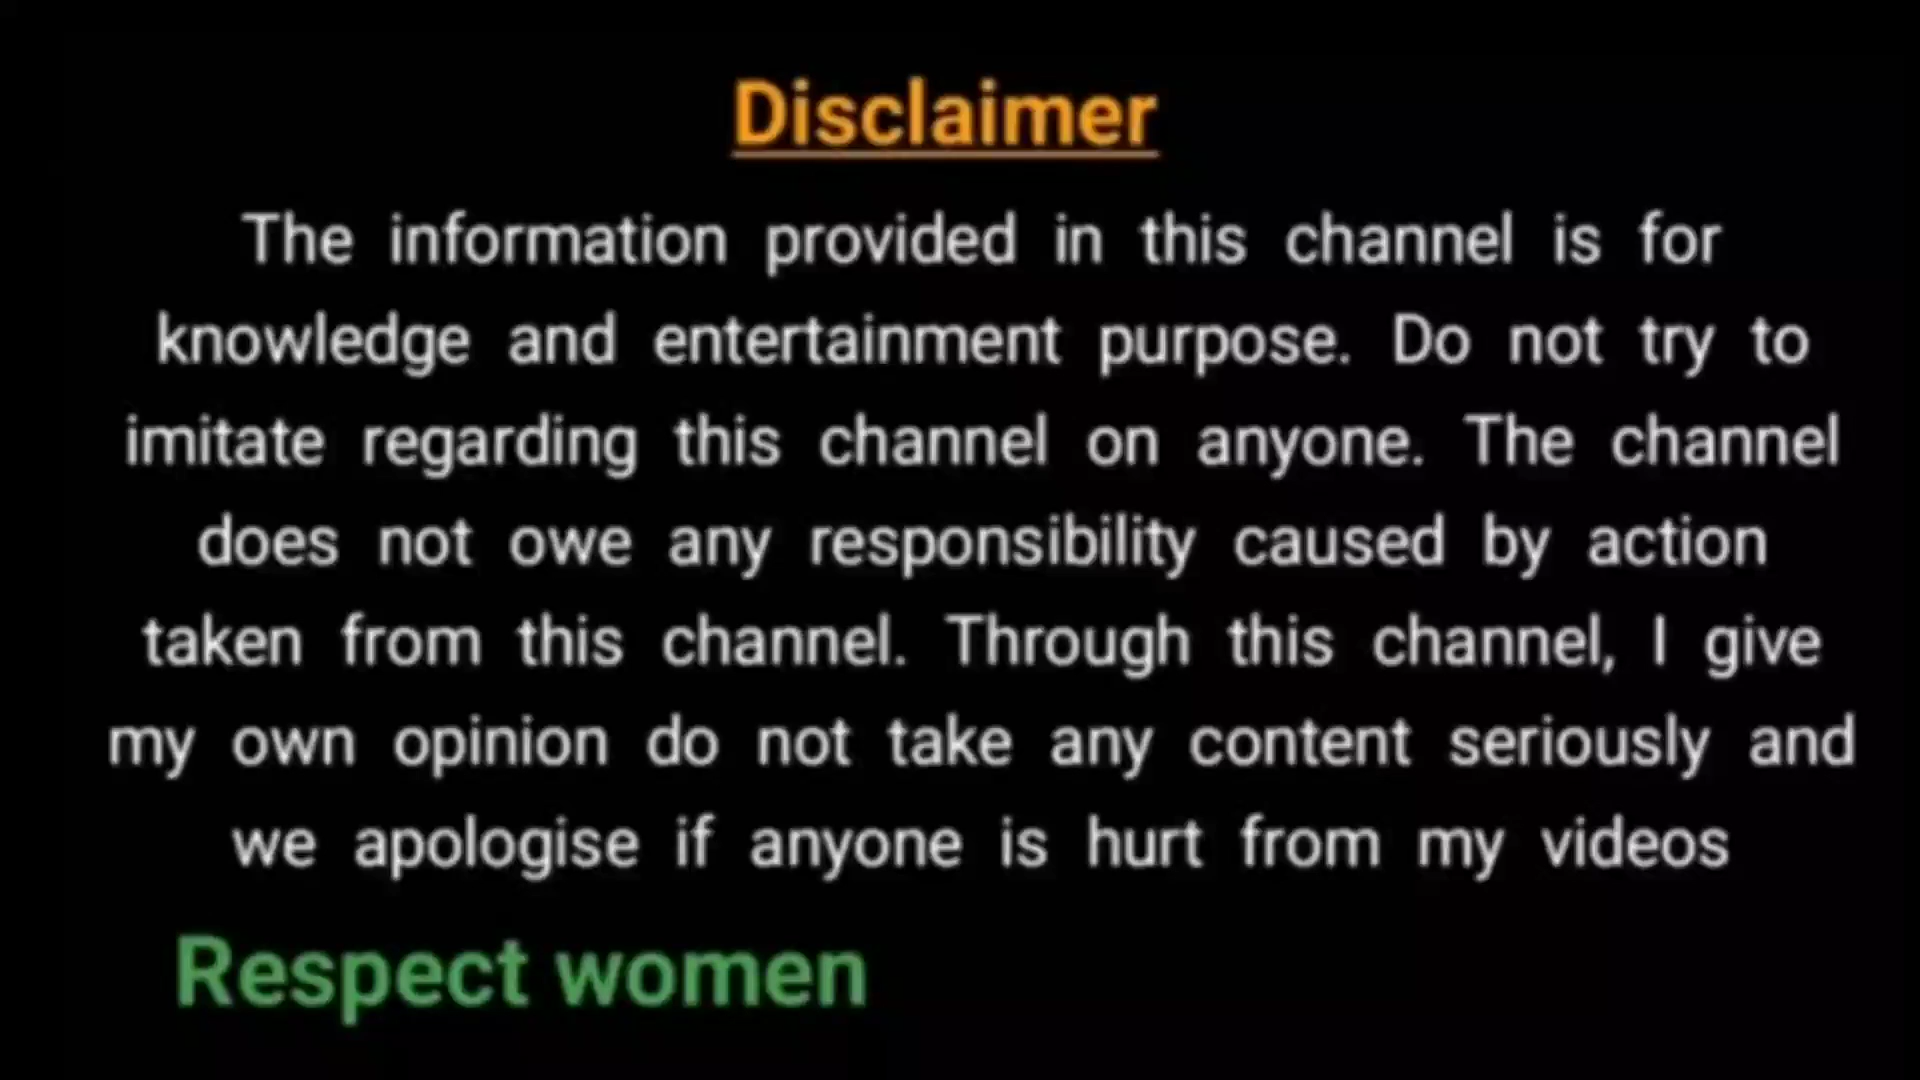 Disclaimer
The information provided in this channel is for
knowledge and entertainment purpose. Do not try to
imitate regarding this channel on anyone. The channel
does not owe any responsibility caused by action
taken from this channel. Through this channel, I give
my own opinion do not take any content seriously and
we apologise if anyone is hurt from my videos
Respect women